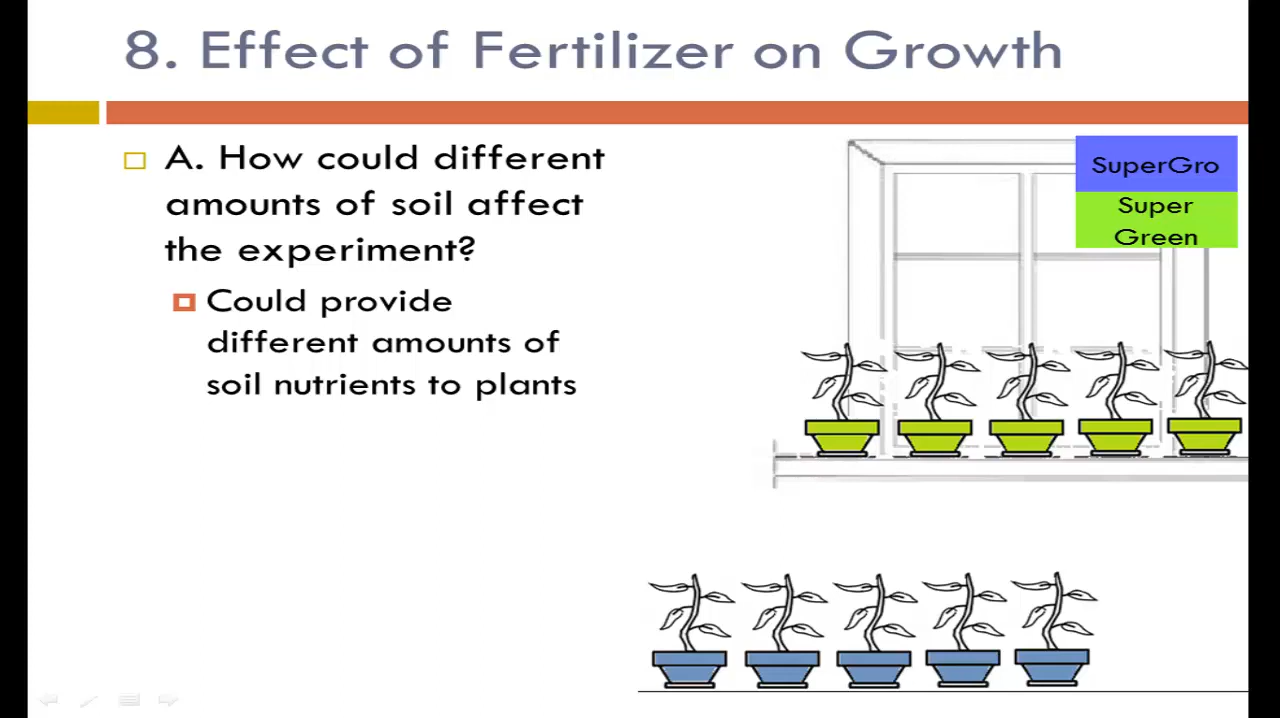 8. Effect of Fertilizer on Growth
A. How could different
amounts of soil affect
the experiment?
Could provide
different amounts of
soil nutrients to plants
SuperGro
Super
Green